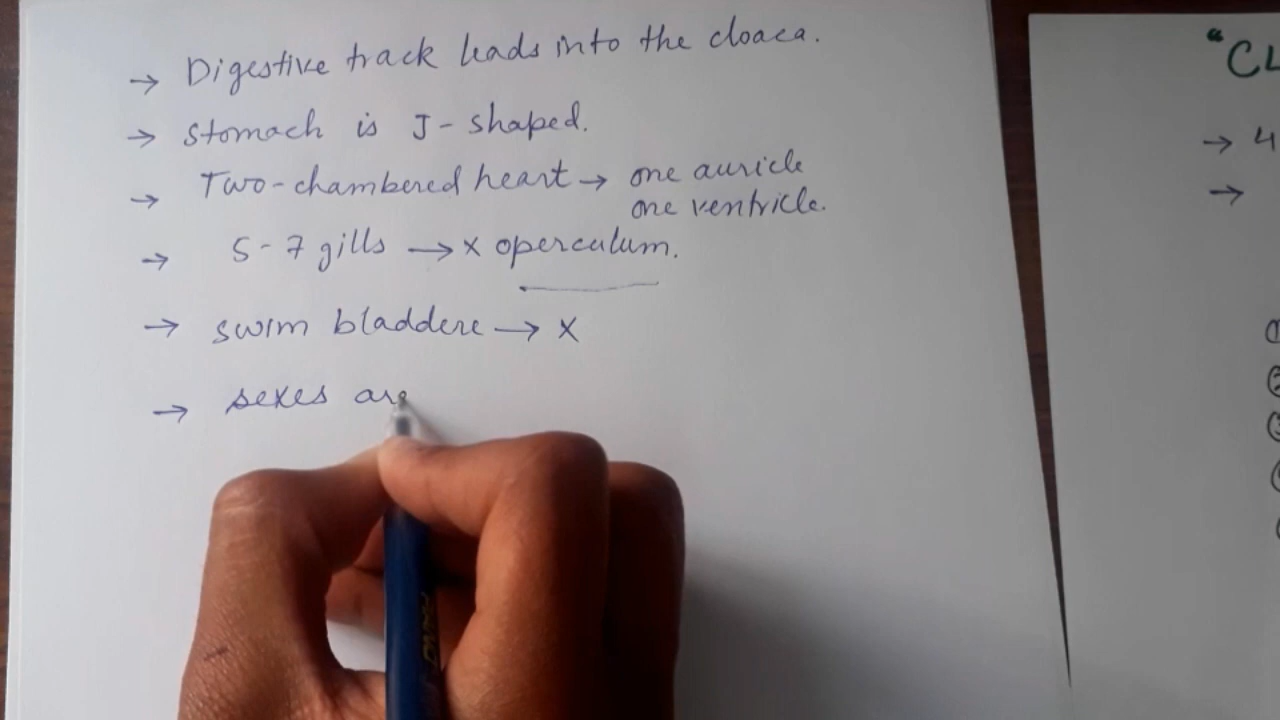 → Digestive track leads into the cloaca.
→ stomach is J-shaped.
→ Two-chambered heart → one auricle
one ventricle.
→ 5-7 gills → x operculum.
→ swim bladdere → x
→ sexes are
"CL
→ 4
→